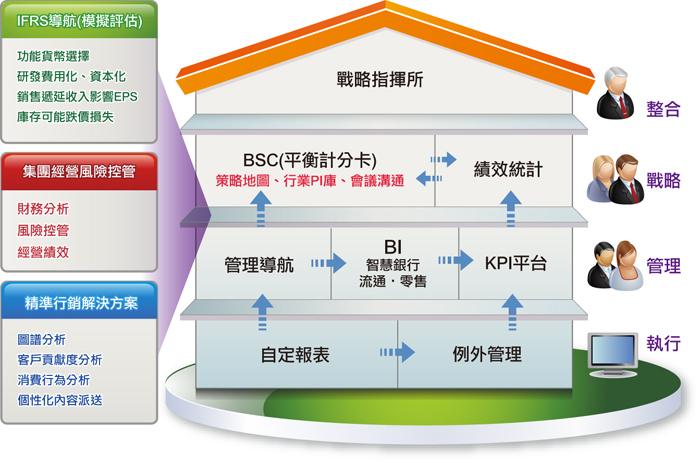 IFRS導航(模擬評估)
功能貨幣選擇
研發費用化、資本化
銷售遞延收入影響EPS
庫存可能跌價損失
集團經營風險控管
財務分析
風險控管
經營績效
精準行銷解決方案
圖譜分析
客戶貢獻度分析
消費行為分析
個性化內容派送
戰略指揮所
BSC(平衡計分卡)
策略地圖、行業PI庫、會議溝通
績效統計
管理導航
BI
智慧銀行
流通．零售
KPI平台
自定報表
例外管理
整合
戰略
管理
執行